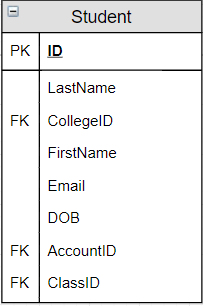 Student
PK ID
LastName
FK CollegeID
FirstName
Email
DOB
FK AccountID
FK ClassID